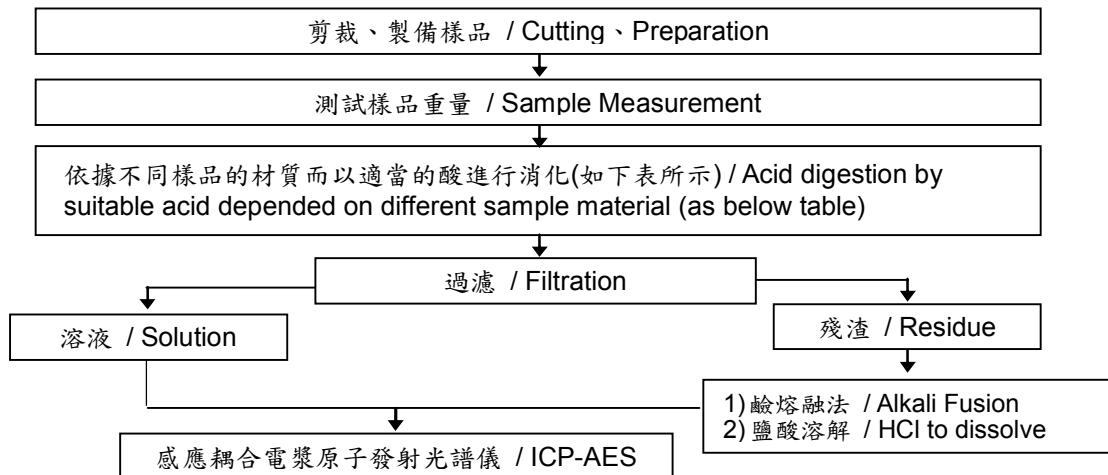 剪裁、製備樣品 / Cutting、Preparation
測試樣品重量 / Sample Measurement
依據不同樣品的材質而以適當的酸進行消化(如下表所示) / Acid digestion by
suitable acid depended on different sample material (as below table)
過濾 / Filtration
溶液 / Solution
殘渣 / Residue
1) 鹼熔融法 / Alkali Fusion
2) 鹽酸溶解 / HCl to dissolve
感應耦合電漿原子發射光譜儀 / ICP-AES